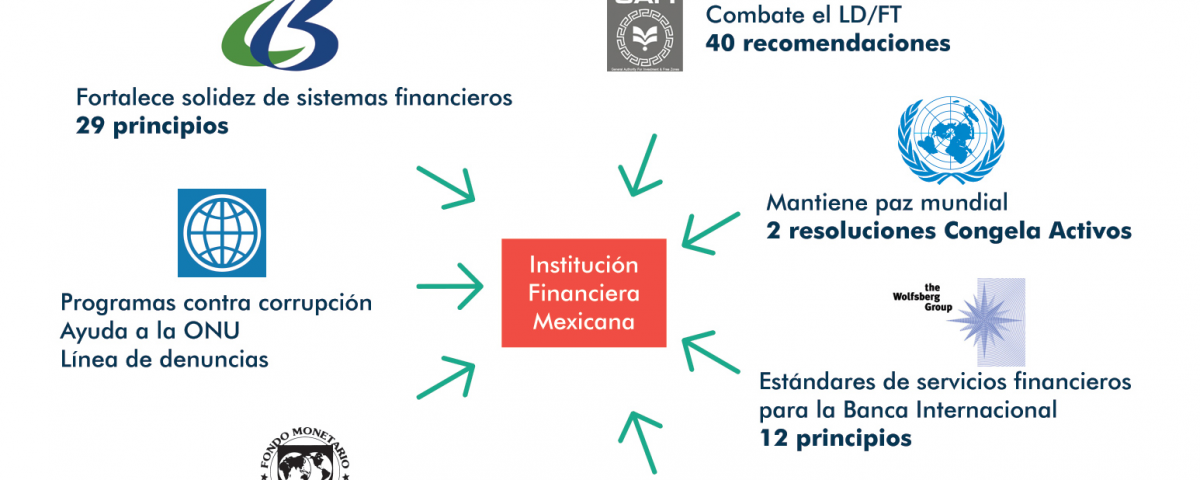 Combate el LD/FT
40 recomendaciones
Fortalece solidez de sistemas financieros
29 principios
Mantiene paz mundial
2 resoluciones Congela Activos
Institución
Financiera
Mexicana
the
Wolfsberg
Group
Programas contra corrupción
Ayuda a la ONU
Línea de denuncias
Estándares de servicios financieros
para la Banca Internacional
12 principios
FONDO MONETARIO